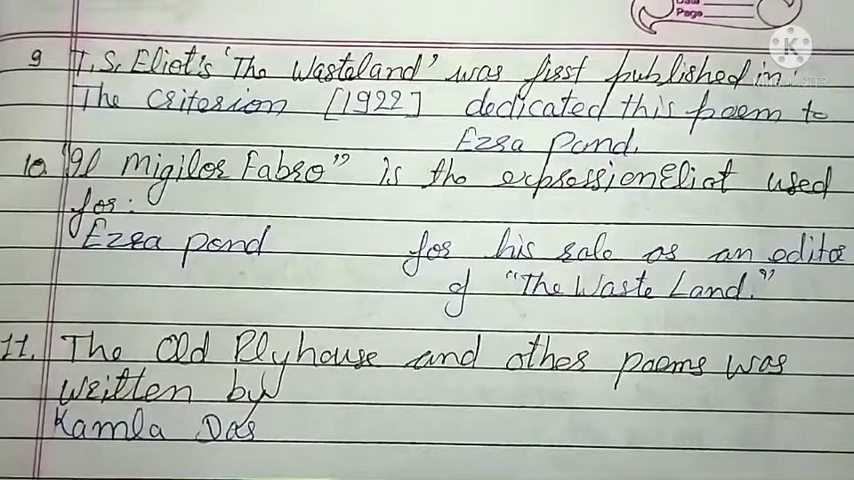 Date
Page
K
9 T.S. Eliot's 'The Wasteland' was first published in:
The Criterion [1922] dedicated this poem to
Ezra Pond.
10. "Il Migilor Fabro" is the expression Eliot used
for:
Ezra pond for his role as an editor
of "The Waste Land."
11. The Old Plyhouse and other poems was
written by
Kamla Das